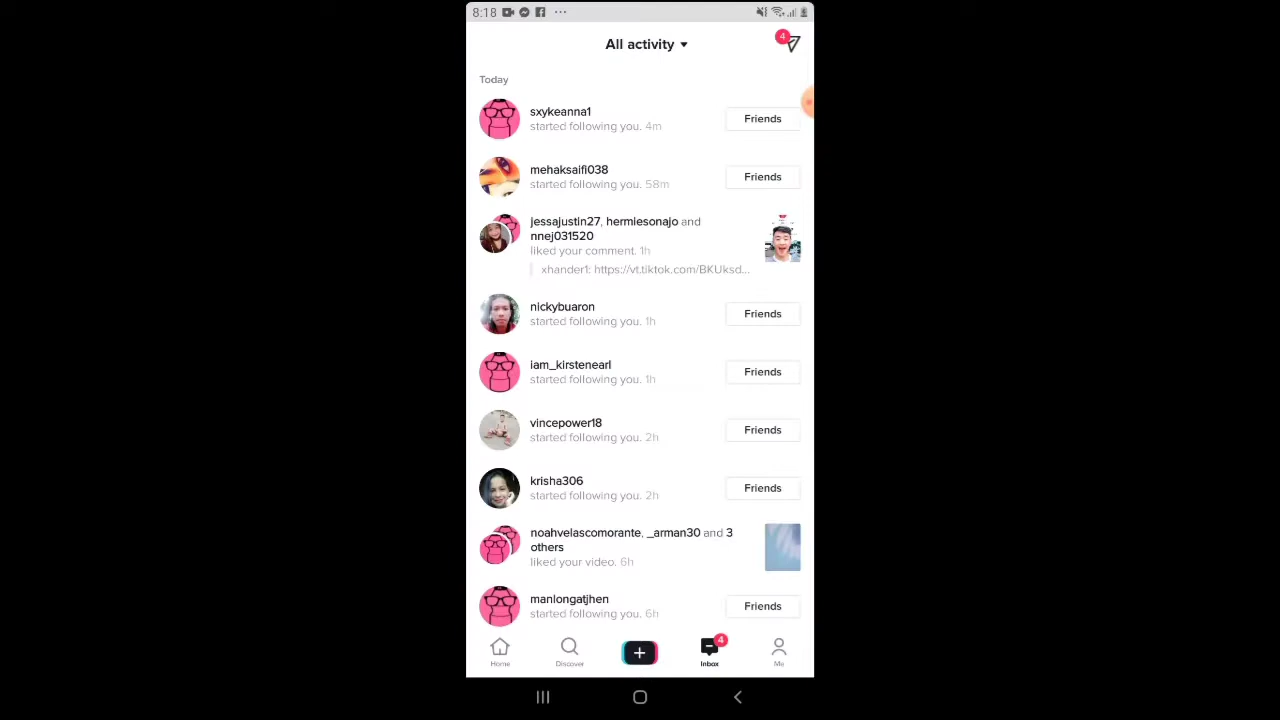 8:18
All activity
4
Today
sxykeanna1
started following you. 4m
Friends
mehaksaifi038
started following you. 58m
Friends
jessajustin27, hermiesonajo and
nnej031520
liked your comment. 1h
xhander1: https://vt.tiktok.com/BKUksd...
nickybuaron
started following you. 1h
Friends
iam_kirstenearl
started following you. 1h
Friends
vincepower18
started following you. 2h
Friends
krisha306
started following you. 2h
Friends
noahvelascomorante, _arman30 and 3
others
liked your video. 6h
manlongatjhen
started following you. 6h
Friends
4
Home
Discover
Inbox
Me